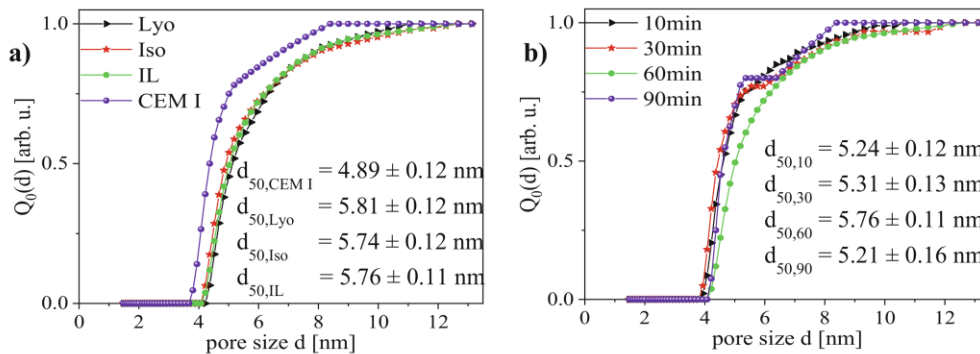 a)
Lyo
Iso
IL
CEM I
d50,CEM I = 4.89 ± 0.12 nm
d50,Lyo = 5.81 ± 0.12 nm
d50,Iso = 5.74 ± 0.12 nm
d50,IL = 5.76 ± 0.11 nm
Q0(d) [arb. u.]
1.0
0.5
0.0
0 2 4 6 8 10 12
pore size d [nm]
b)
10min
30min
60min
90min
d50,10 = 5.24 ± 0.12 nm
d50,30 = 5.31 ± 0.13 nm
d50,60 = 5.76 ± 0.11 nm
d50,90 = 5.21 ± 0.16 nm
Q0(d) [arb. u.]
1.0
0.5
0.0
0 2 4 6 8 10 12
pore size d [nm]